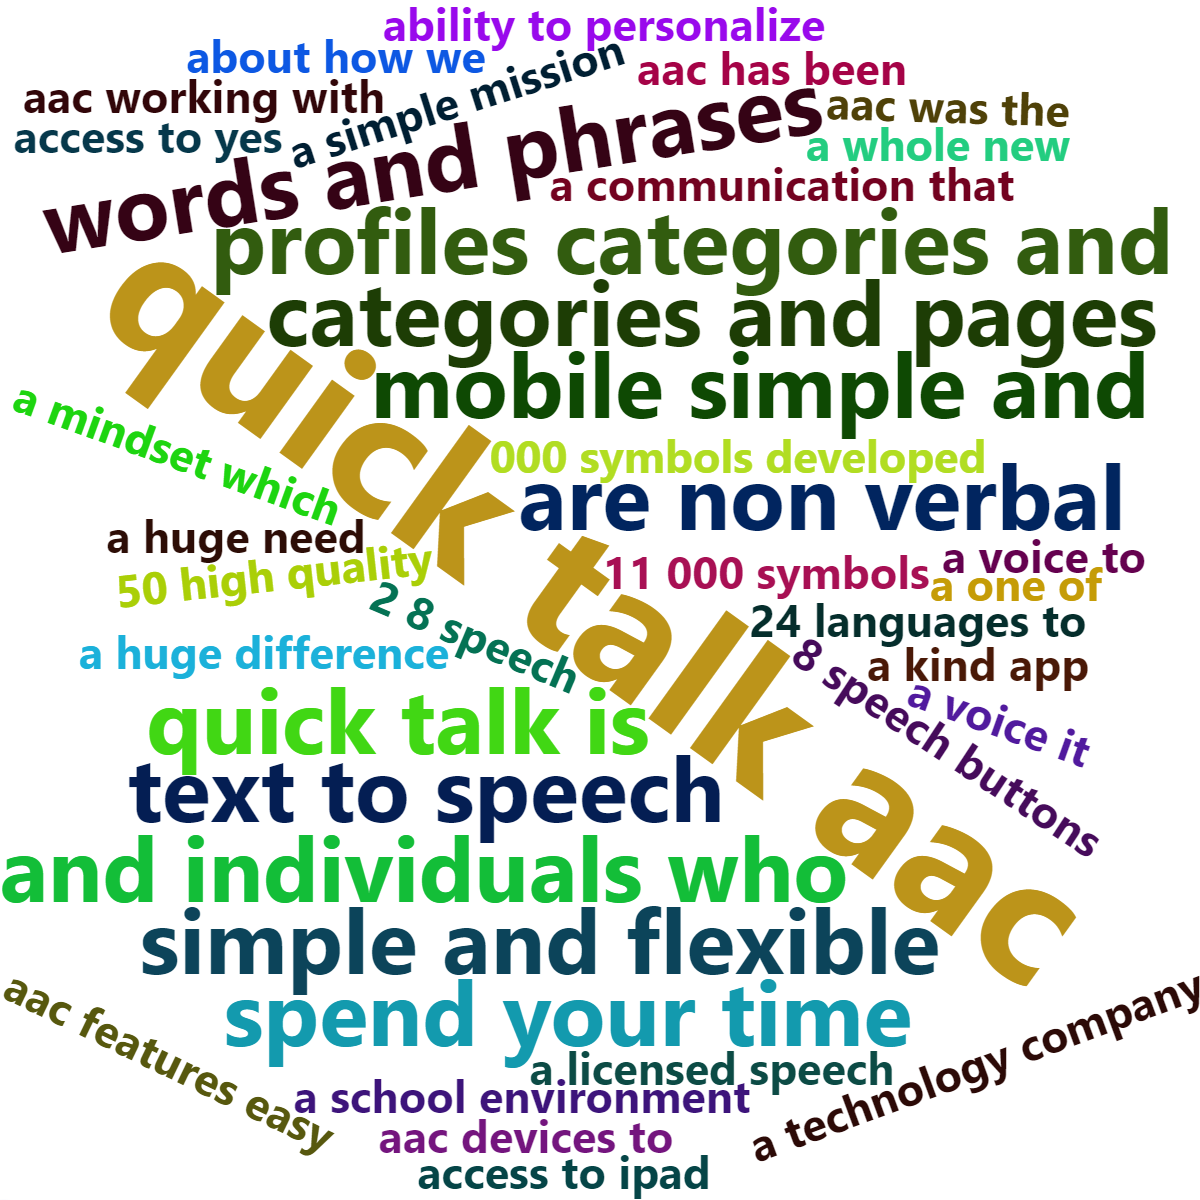 ability to personalize
about how we
a simple mission
aac has been
aac working with
words and phrases
aac was the
access to yes
a whole new
a communication that
profiles categories and
quick talk aac
categories and pages
mobile simple and
a mindset which
000 symbols developed
are non verbal
a huge need
50 high quality
11 000 symbols
a voice to
a one of
2 8 speech
24 languages to
a huge difference
8 speech buttons
a kind app
a voice it
quick talk is
text to speech
and individuals who
simple and flexible
aac features easy
spend your time
a technology company
a licensed speech
a school environment
aac devices to
access to ipad